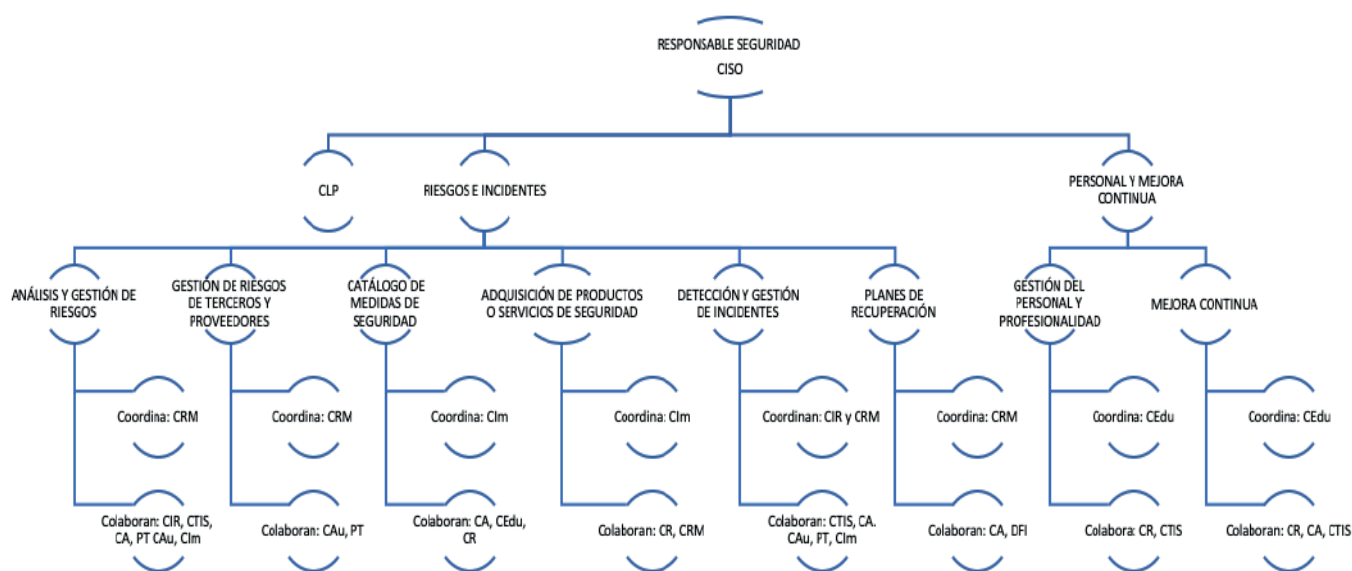 RESPONSABLE SEGURIDAD
CISO
CLP
RIESGOS E INCIDENTES
PERSONAL Y MEJORA
CONTINUA
ANÁLISIS Y GESTIÓN DE
RIESGOS
GESTIÓN DE RIESGOS
DE TERCEROS Y
PROVEEDORES
CATÁLOGO DE
MEDIDAS DE
SEGURIDAD
ADQUISICIÓN DE PRODUCTOS
O SERVICIOS DE SEGURIDAD
DETECCIÓN Y GESTIÓN
DE INCIDENTES
PLANES DE
RECUPERACIÓN
GESTIÓN DEL
PERSONAL Y
PROFESIONALIDAD
MEJORA CONTINUA
Coordina: CRM
Coordina: CRM
Coordina: CIm
Coordina: CIm
Coordinan: CIR y CRM
Coordina: CRM
Coordina: CEdu
Coordina: CEdu
Colaboran: CIR, CTIS,
CA, PT CAu, CIm
Colaboran: CAu, PT
Colaboran: CA, CEdu,
CR
Colaboran: CR, CRM
Colaboran: CTIS, CA.
CAu, PT, CIm
Colaboran: CA, DFI
Colabora: CR, CTIS
Colaboran: CR, CA, CTIS